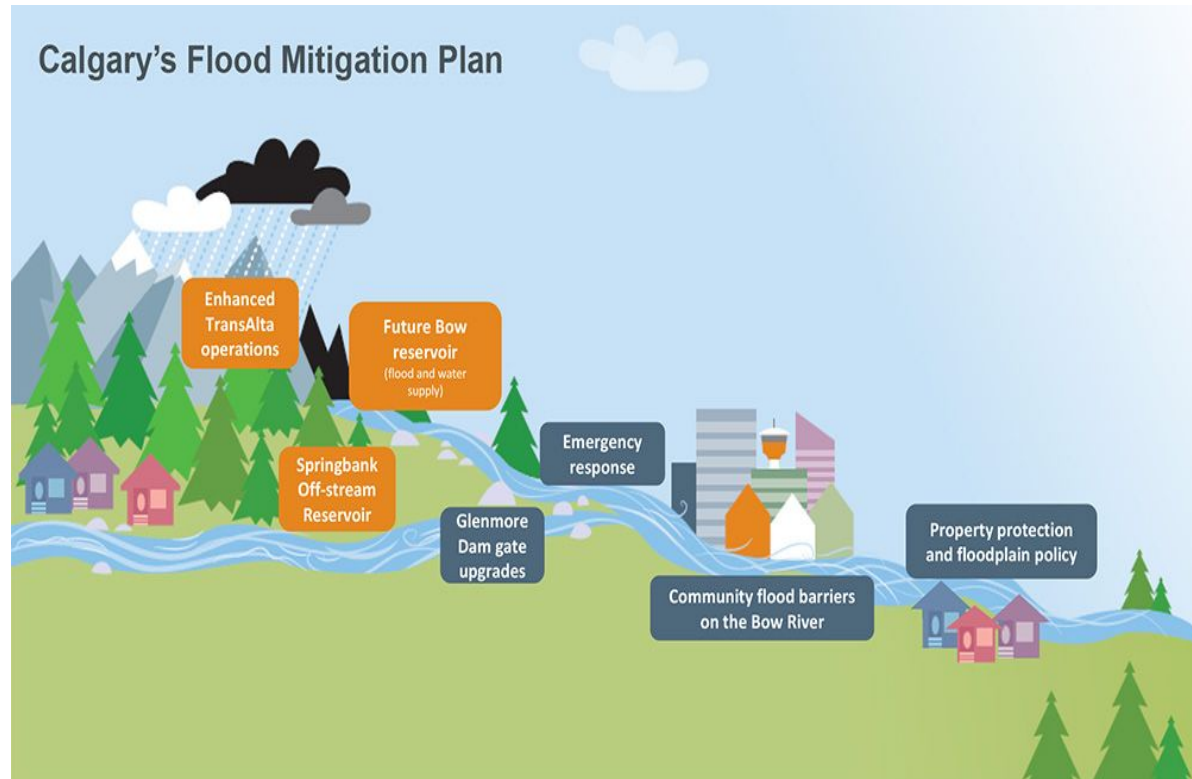 Calgary's Flood Mitigation Plan
Enhanced
TransAlta
operations
Future Bow
reservoir
(flood and water
supply)
Springbank
Off-stream
Reservoir
Emergency
response
Glenmore
Dam gate
upgrades
Community flood barriers
on the Bow River
Property protection
and floodplain policy